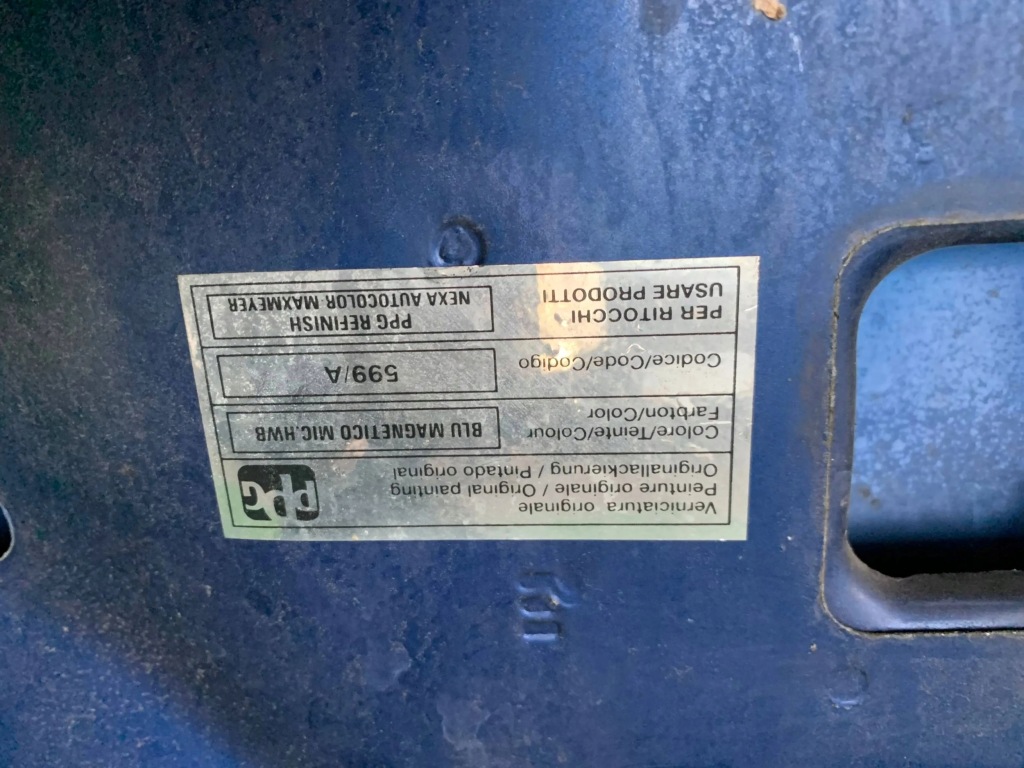 Verniciatura originale
Peinture originale / Original painting
Originallackierung / Pintado original
PPG
Colore/Teinte/Colour
Farbton/Color
BLU MAGNETICO MIC.HWB
Codice/Code/Codigo
599/A
PER RITOCCHI
USARE PRODOTTI
PPG REFINISH
NEXA AUTOCOLOR MAXMEYER